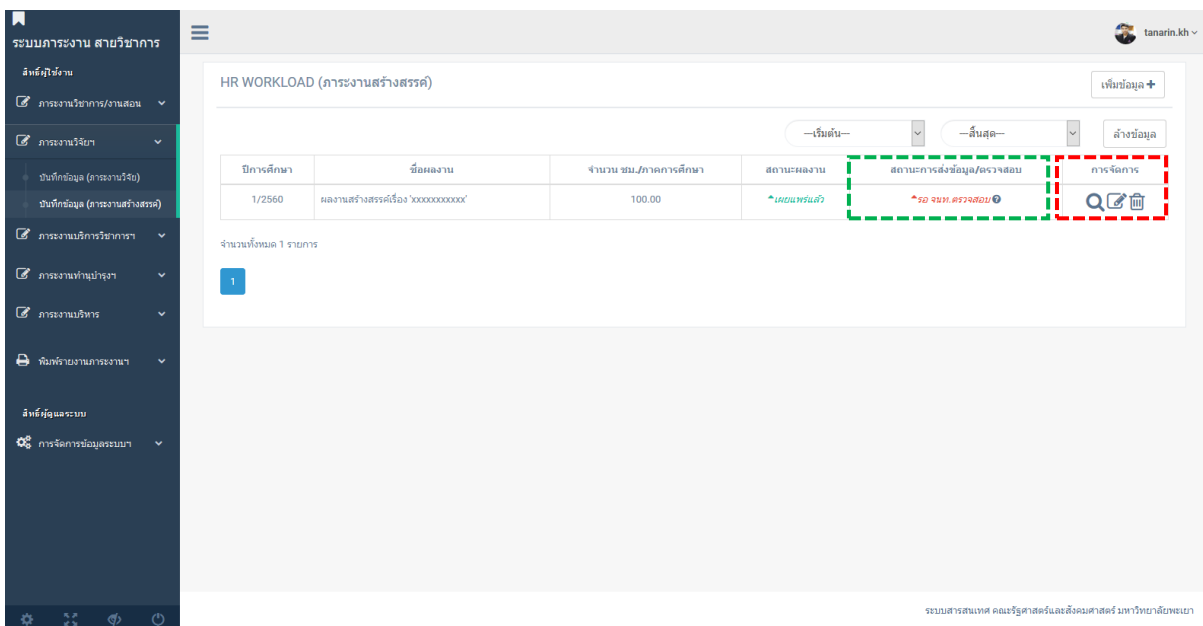 ระบบภาระงาน สายวิชาการ
tanarin.kh
สิทธิ์ผู้ใช้งาน
ภาระงานวิชาการ/งานสอน
ภาระงานวิจัยฯ
บันทึกข้อมูล (ภาระงานวิจัย)
บันทึกข้อมูล (ภาระงานสร้างสรรค์)
ภาระงานบริการวิชาการฯ
ภาระงานทำนุบำรุงฯ
ภาระงานบริหาร
พิมพ์รายงานภาระงานฯ
สิทธิ์ผู้ดูแลระบบ
การจัดการข้อมูลระบบฯ
HR WORKLOAD (ภาระงานสร้างสรรค์)
เพิ่มข้อมูล
—เริ่มต้น— —สิ้นสุด— ล้างข้อมูล
ปีการศึกษา ชื่อผลงาน จำนวน ชม./ภาคการศึกษา สถานะผลงาน สถานะการส่งข้อมูล/ตรวจสอบ การจัดการ
1/2560 ผลงานสร้างสรรค์เรื่อง 'xxxxxxxxxxx' 100.00 *เผยแพร่แล้ว *รอ จนท.ตรวจสอบ
จำนวนทั้งหมด 1 รายการ
1
ระบบสารสนเทศ คณะรัฐศาสตร์และสังคมศาสตร์ มหาวิทยาลัยพะเยา